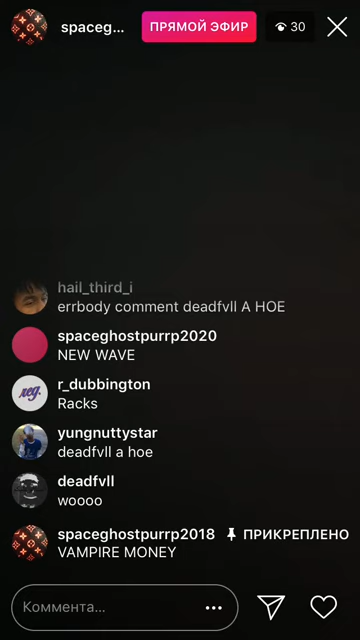 spaceg...
ПРЯМОЙ ЭФИР
30
hail_third_i
errbody comment deadfvll A HOE
spaceghostpurrp2020
NEW WAVE
reg.
r_dubbington
Racks
yungnuttystar
deadfvll a hoe
deadfvll
woooo
spaceghostpurrp2018 ПРИКРЕПЛЕНО
VAMPIRE MONEY
Коммента...